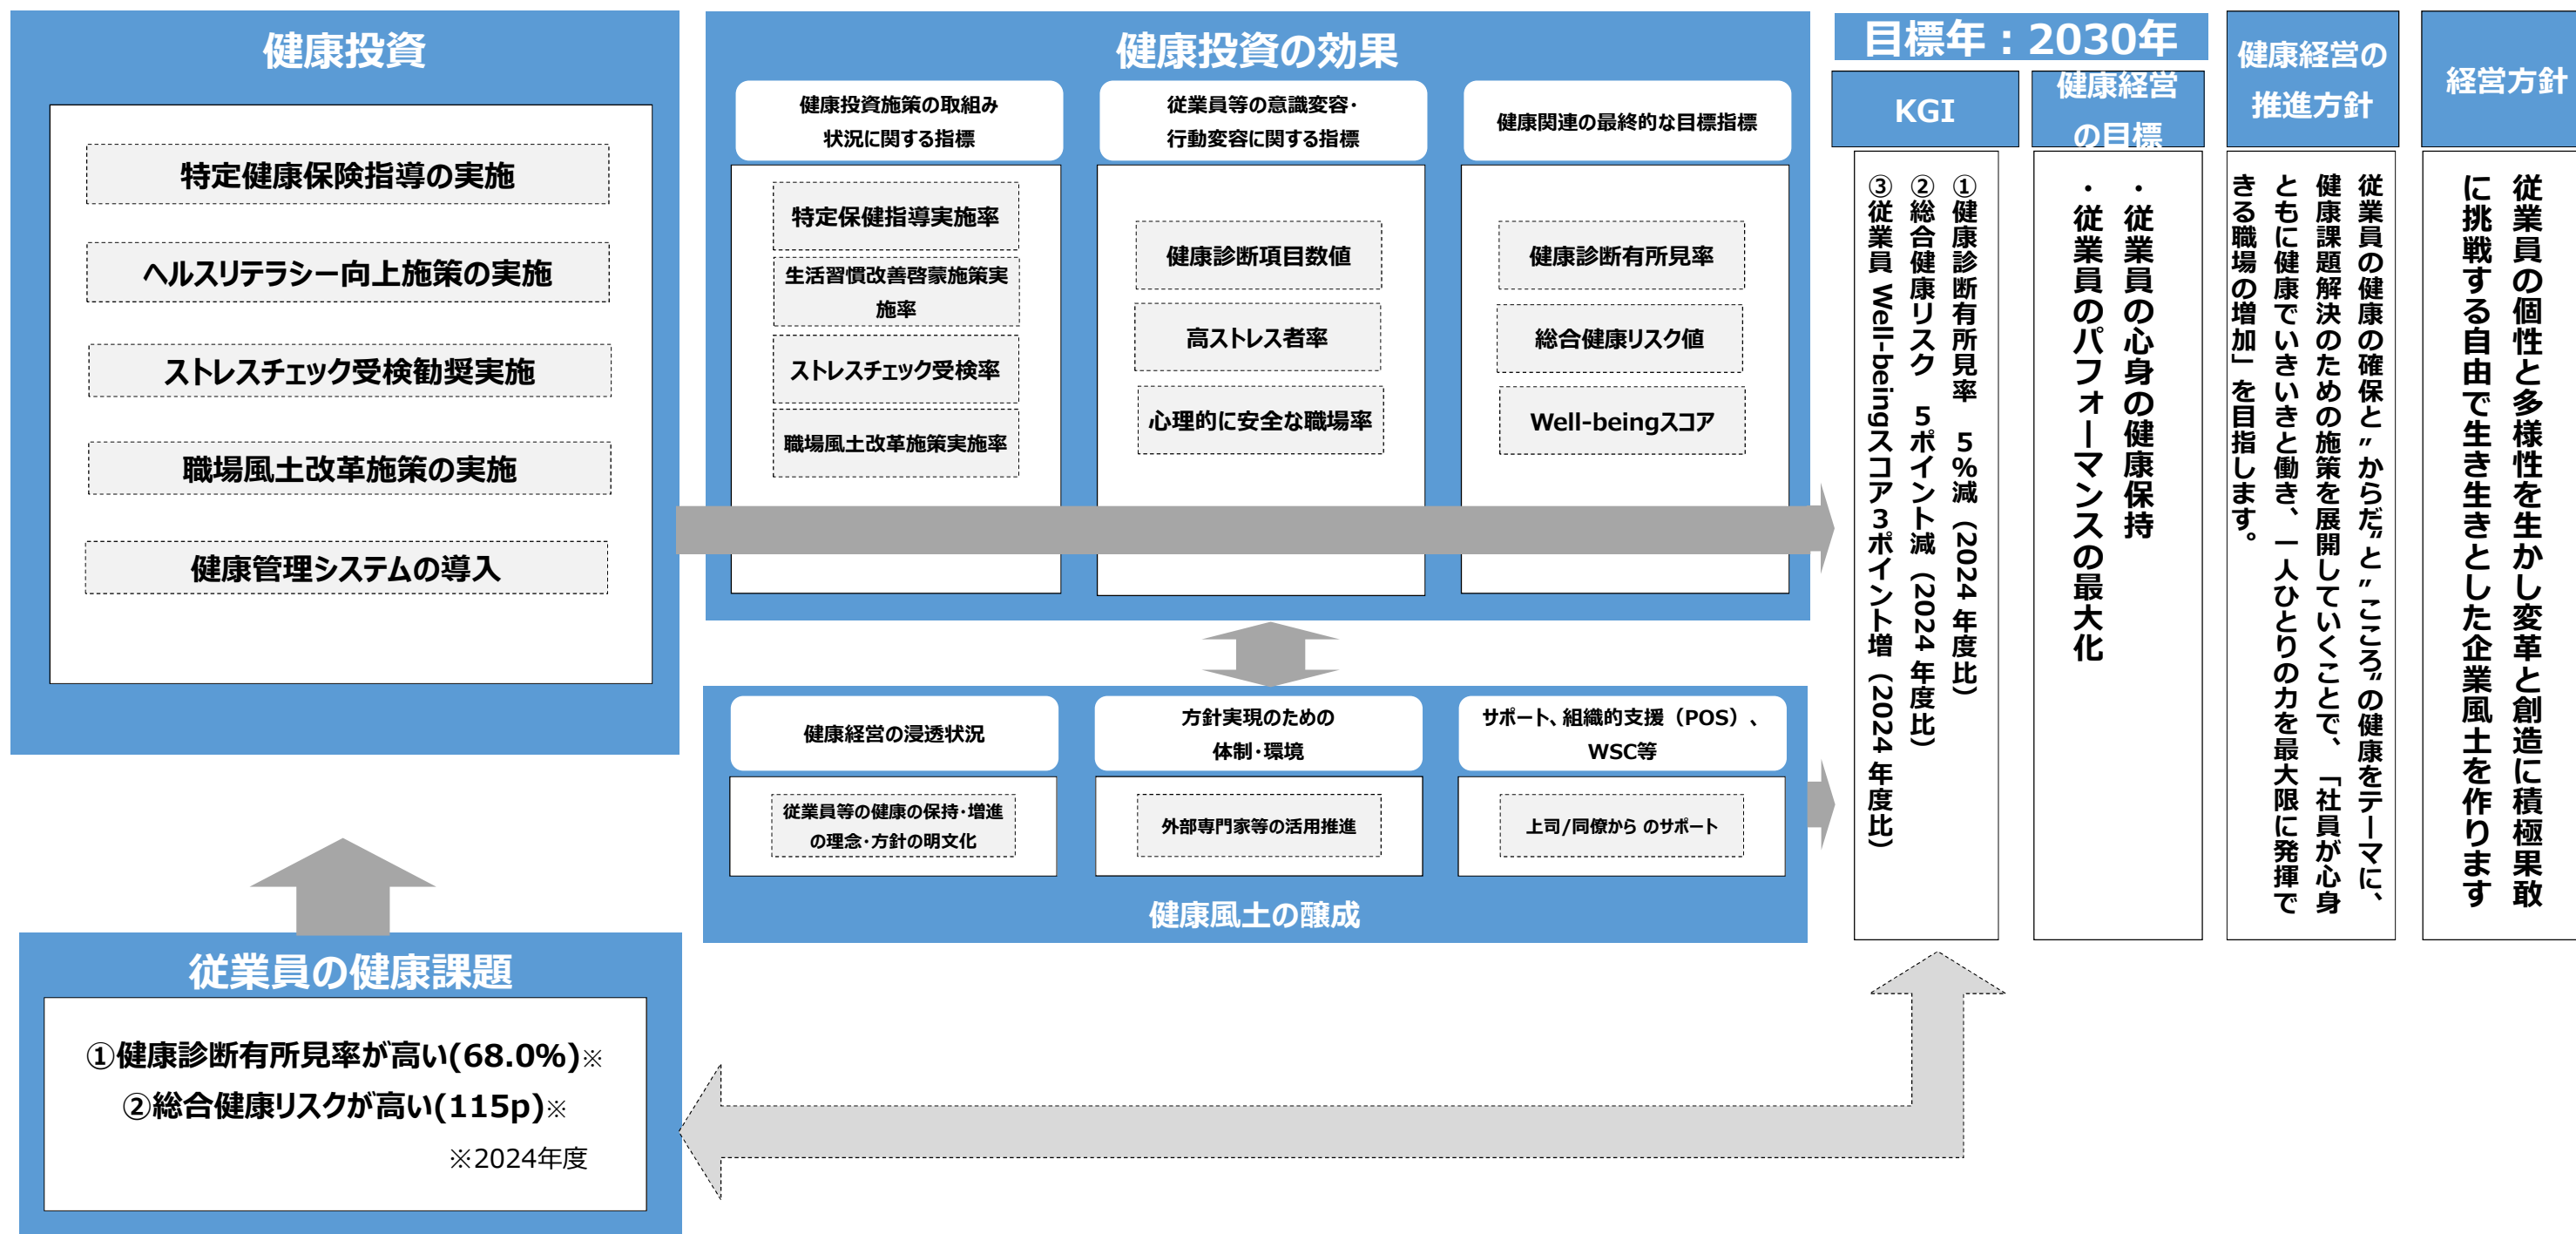 健康投資
特定健康保険指導の実施
ヘルスリテラシー向上施策の実施
ストレスチェック受検勧奨実施
職場風土改革施策の実施
健康管理システムの導入
健康投資の効果
健康投資施策の取組み
状況に関する指標
特定保健指導実施率
生活習慣改善啓蒙施策実
施率
ストレスチェック受検率
職場風土改革施策実施率
従業員等の意識変容・
行動変容に関する指標
健康診断項目数値
高ストレス者率
心理的に安全な職場率
健康関連の最終的な目標指標
健康診断有所見率
総合健康リスク値
Well-beingスコア
健康経営の浸透状況
従業員等の健康の保持・増進
の理念・方針の明文化
方針実現のための
体制・環境
外部専門家等の活用推進
サポート、組織的支援（POS）、
WSC等
上司/同僚から のサポート
健康風土の醸成
従業員の健康課題
①健康診断有所見率が高い(68.0%)※
②総合健康リスクが高い(115p)※
※2024年度
目標年：2030年
KGI
①健康診断有所見率　5％減（2024年度比）
②総合健康リスク　5ポイント減（2024年度比）
③従業員 Well-beingスコア3ポイント増（2024年度比）
健康経営
の目標
・従業員の心身の健康保持
・従業員のパフォーマンスの最大化
健康経営の
推進方針
従業員の健康の確保と〝からだ〟と〝こころ〟の健康をテーマに、
健康課題解決のための施策を展開していくことで、「社員が心身
ともに健康でいきいきと働き、一人ひとりの力を最大限に発揮で
きる職場の増加」を目指します。
経営方針
従業員の個性と多様性を生かし変革と創造に積極果敢
に挑戦する自由で生き生きとした企業風土を作ります